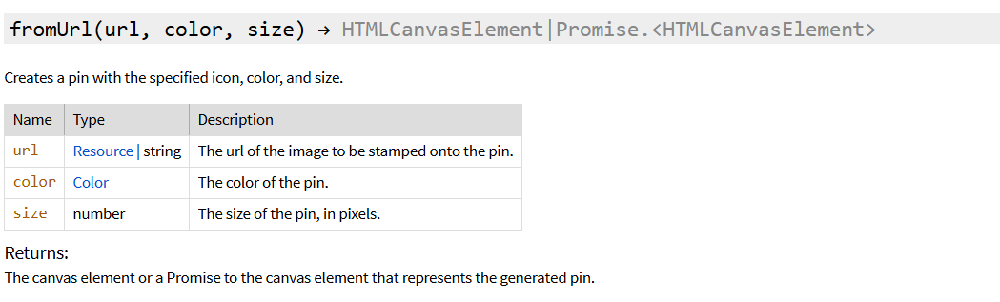 fromUrl(url, color, size) → HTMLCanvasElement|Promise.<HTMLCanvasElement>
Creates a pin with the specified icon, color, and size.
Name Type Description
url Resource|string The url of the image to be stamped onto the pin.
color Color The color of the pin.
size number The size of the pin, in pixels.
Returns:
The canvas element or a Promise to the canvas element that represents the generated pin.